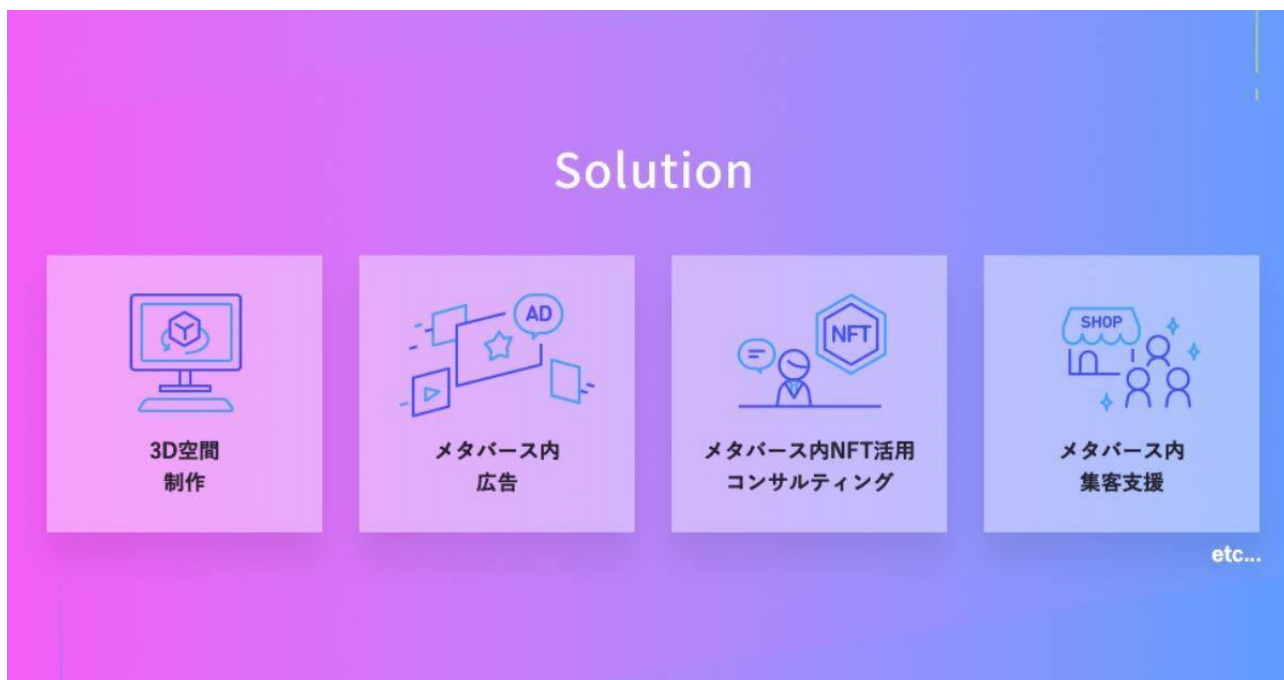 Solution
AD
NFT
SHOP
3D空間
制作
メタバース内
広告
メタバース内NFT活用
コンサルティング
メタバース内
集客支援
etc...